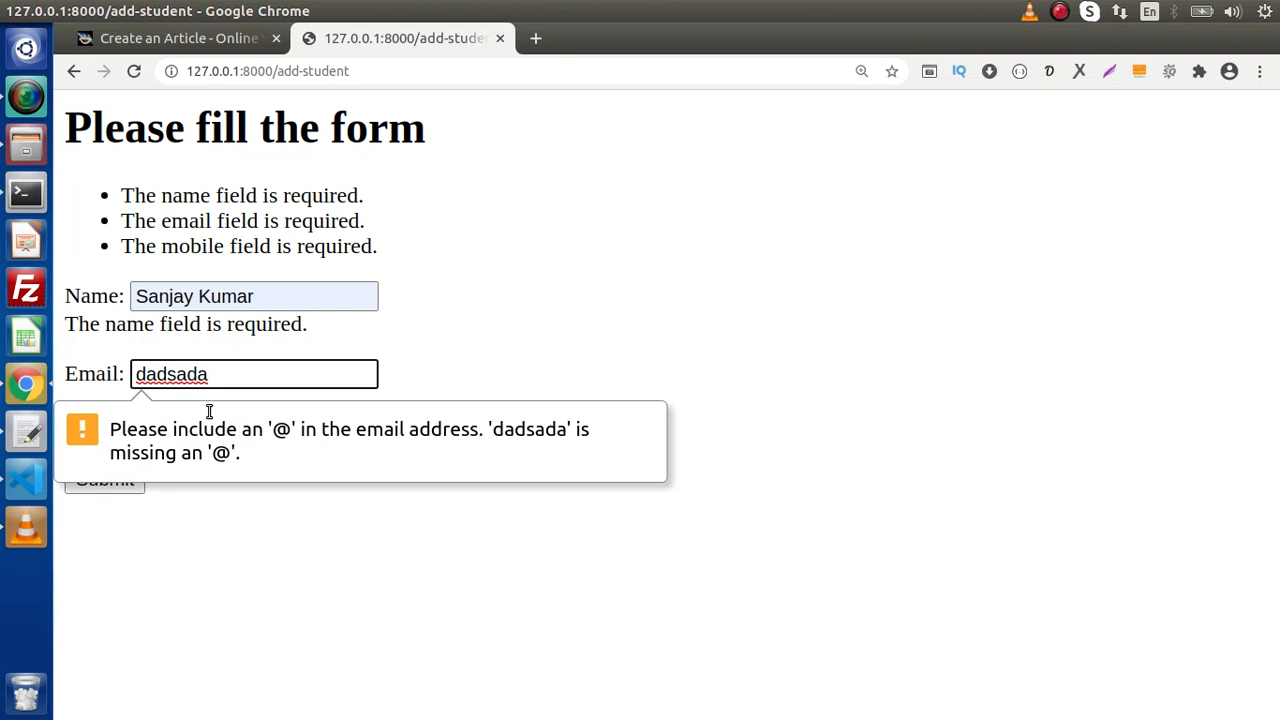 127.0.0.1:8000/add-student - Google Chrome
En
Create an Article - Online
127.0.0.1:8000/add-stude
127.0.0.1:8000/add-student
IQ
Please fill the form
The name field is required.
The email field is required.
The mobile field is required.
Name: Sanjay Kumar
The name field is required.
Email: dadsada
Please include an '@' in the email address. 'dadsada' is
missing an '@'.
Submit